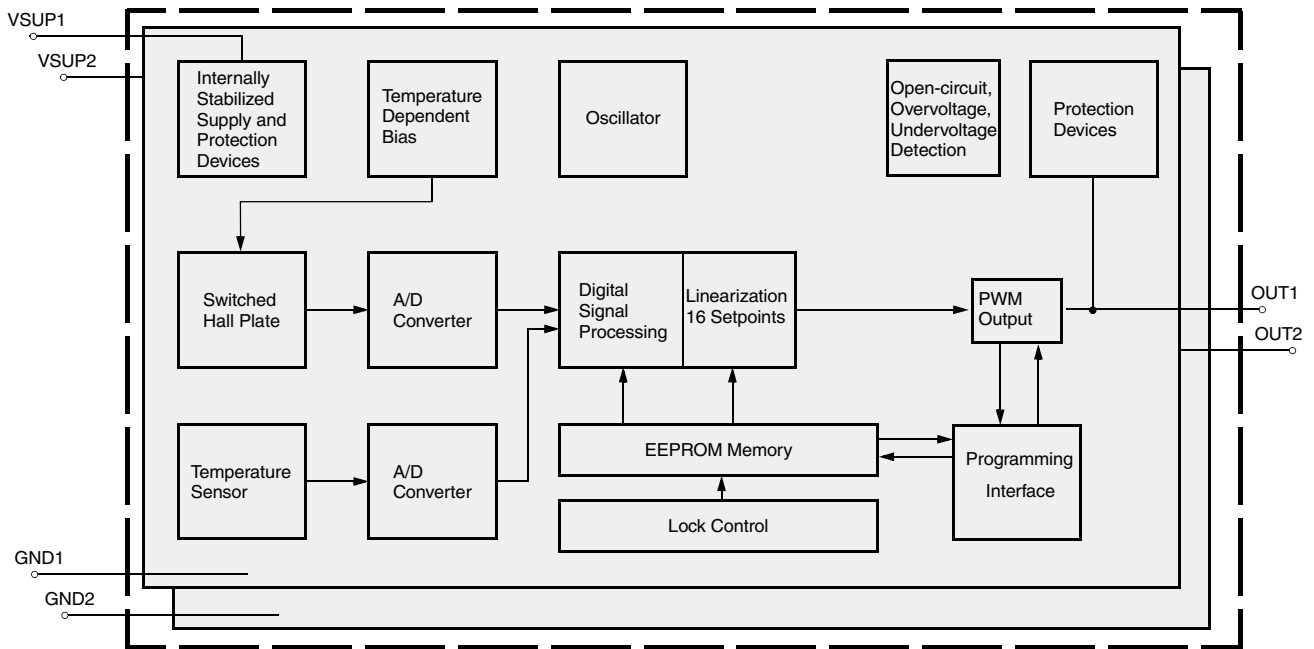 VSUP1
VSUP2
Internally
Stabilized
Supply and
Protection
Devices
Temperature
Dependent
Bias
Oscillator
Open-circuit,
Overvoltage,
Undervoltage
Detection
Protection
Devices
Switched
Hall Plate
A/D
Converter
Digital
Signal
Processing
Linearization
16 Setpoints
PWM
Output
OUT1
OUT2
Temperature
Sensor
A/D
Converter
EEPROM Memory
Lock Control
Programming
Interface
GND1
GND2